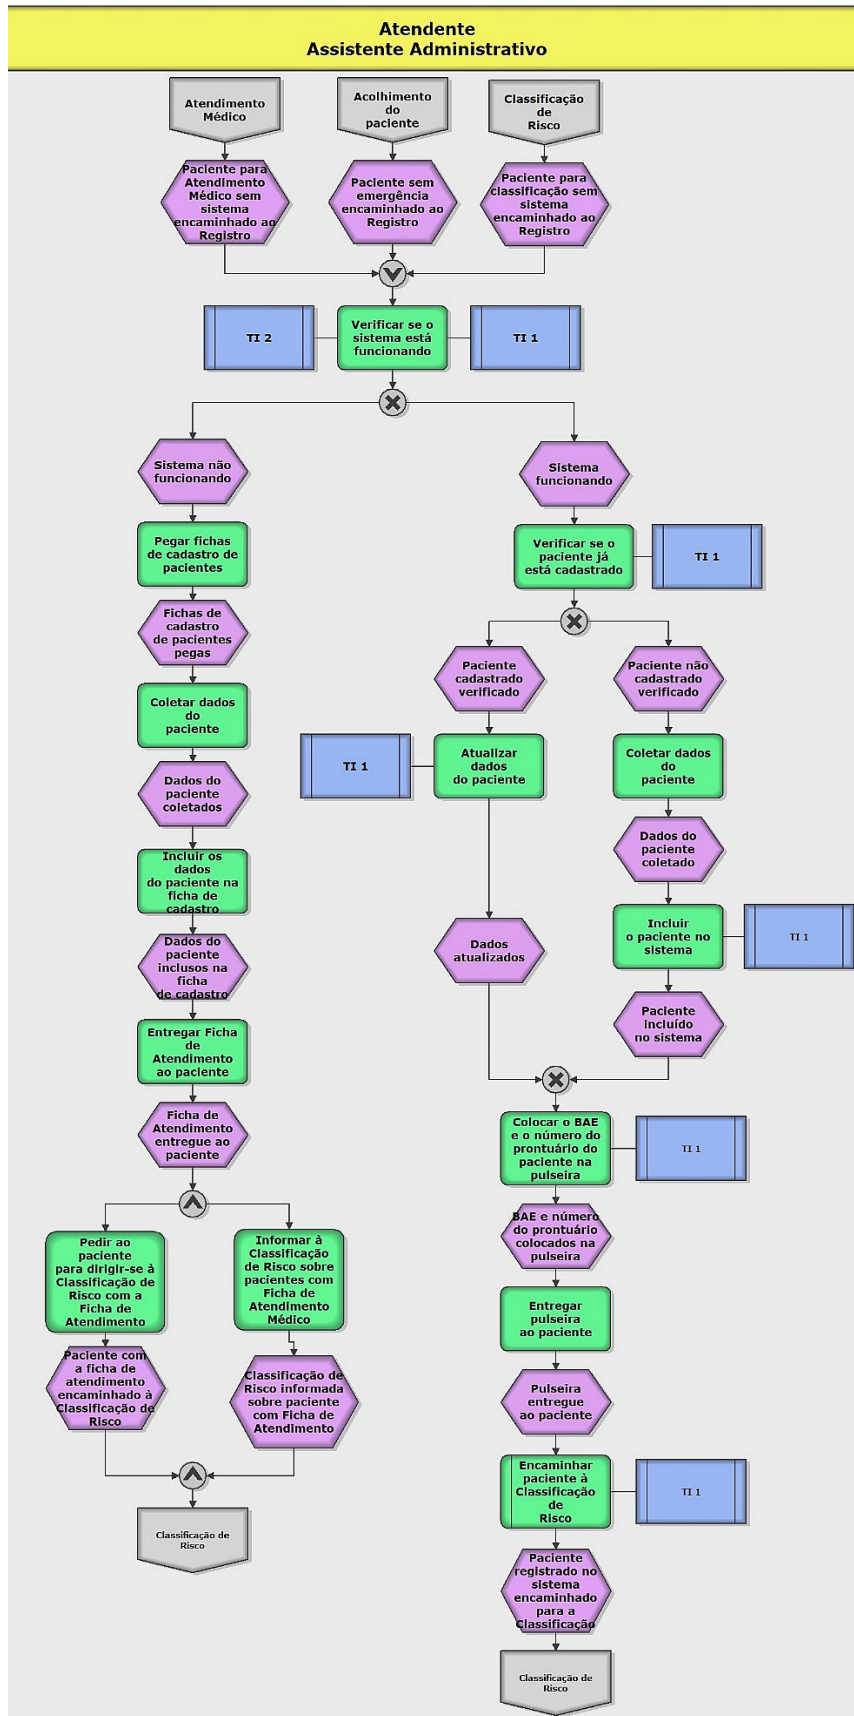 Atendente
Assistente Administrativo
Atendimento
Médico
Acolhimento
do
paciente
Classificação
de
Risco
Paciente para
Atendimento
Médico sem
sistema
encaminhado ao
Registro
Paciente sem
emergência
encaminhado ao
Registro
Paciente para
classificação sem
sistema
encaminhado ao
Registro
TI 2
Verificar se o
sistema está
funcionando
TI 1
Sistema não
funcionando
Sistema
funcionando
Pegar fichas
de cadastro de
pacientes
Verificar se o
paciente já
está cadastrado
TI 1
Fichas de
cadastro
de pacientes
pegas
Paciente
cadastrado
verificado
Paciente não
cadastrado
verificado
Coletar dados
do
paciente
TI 1
Atualizar
dados
do paciente
Coletar dados
do
paciente
Dados do
paciente
coletados
Dados do
paciente
coletado
Incluir os
dados
do paciente na
ficha de
cadastro
Incluir
o paciente no
sistema
TI 1
Dados do
paciente
inclusos na
ficha
de cadastro
Dados
atualizados
Paciente
incluído
no sistema
Entregar Ficha
de
Atendimento
ao paciente
Ficha de
Atendimento
entregue ao
paciente
Colocar o BAE
e o número do
prontuário do
paciente na
pulseira
TI 1
Pedir ao
paciente
para dirigir-se à
Classificação de
Risco com a
Ficha de
Atendimento
Informar à
Classificação
de Risco sobre
pacientes com
Ficha de
Atendimento
Médico
BAE e número
do prontuário
colocados na
pulseira
Entregar
pulseira
ao paciente
Paciente com
a ficha de
atendimento
encaminhado à
Classificação de
Risco
Classificação de
Risco informada
sobre paciente
com Ficha de
Atendimento
Pulseira
entregue
ao paciente
Encaminhar
paciente à
Classificação
de
Risco
TI 1
Classificação de
Risco
Paciente
registrado no
sistema
encaminhado
para a
Classificação
Classificação de
Risco